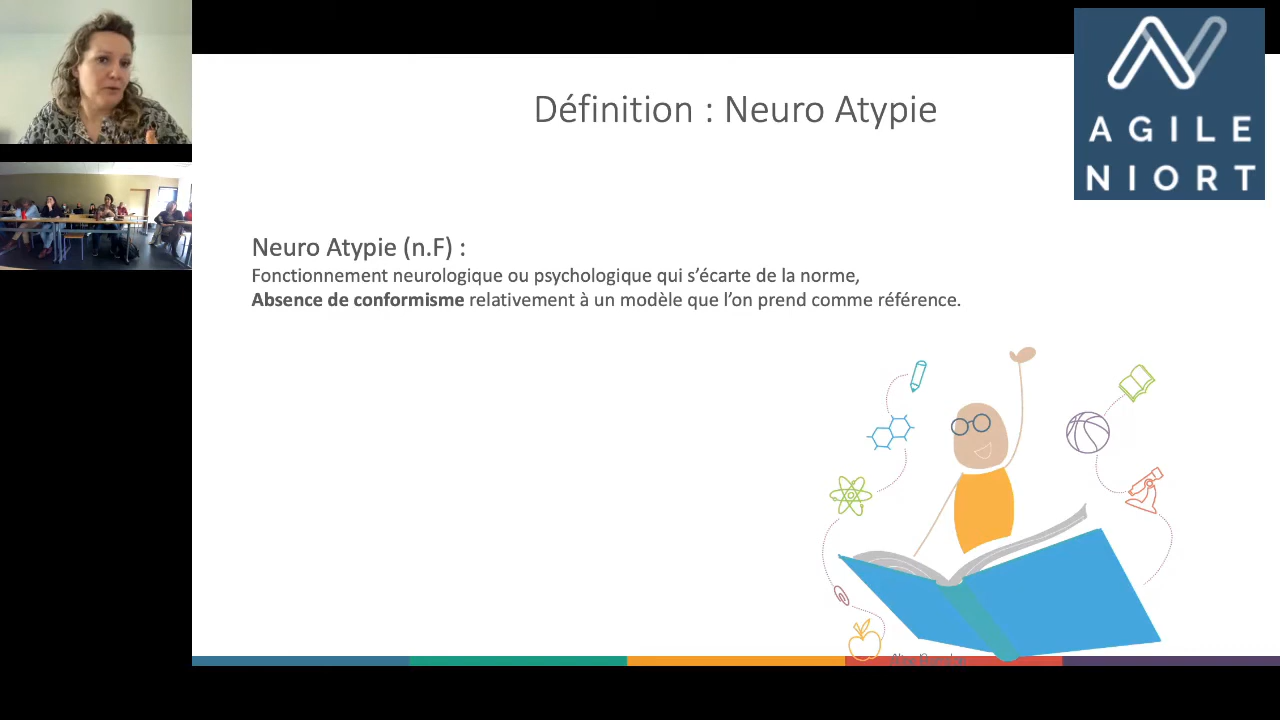 Définition : Neuro Atypie
AGILE
NIORT
Neuro Atypie (n.F) :
Fonctionnement neurologique ou psychologique qui s’écarte de la norme,
Absence de conformisme relativement à un modèle que l’on prend comme référence.